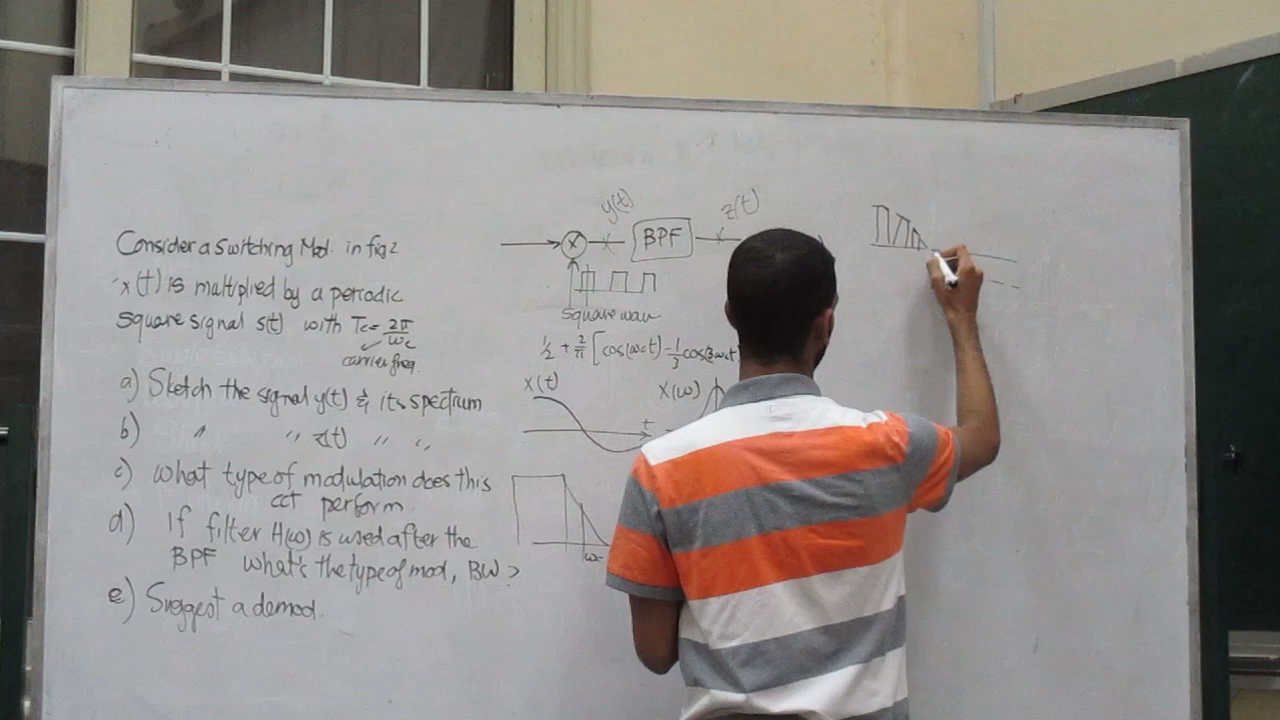 Consider a switching Mod. in fig 2
x(t) is multiplied by a periodic
square signal s(t) with Tc = 2π/ωc
carrier freq.
a) Sketch the signal y(t) & its spectrum
b) " " z(t) " "
c) What type of modulation does this
cct perform.
d) If filter H(ω) is used after the
BPF what's the type of mod, BW?
e) Suggest a demod.
y(t)
z(t)
X
BPF
square wav
1/2 + 2/π [cos(ωct) - 1/3 cos(3ωct
X(t)
X(ω)
t
ωc